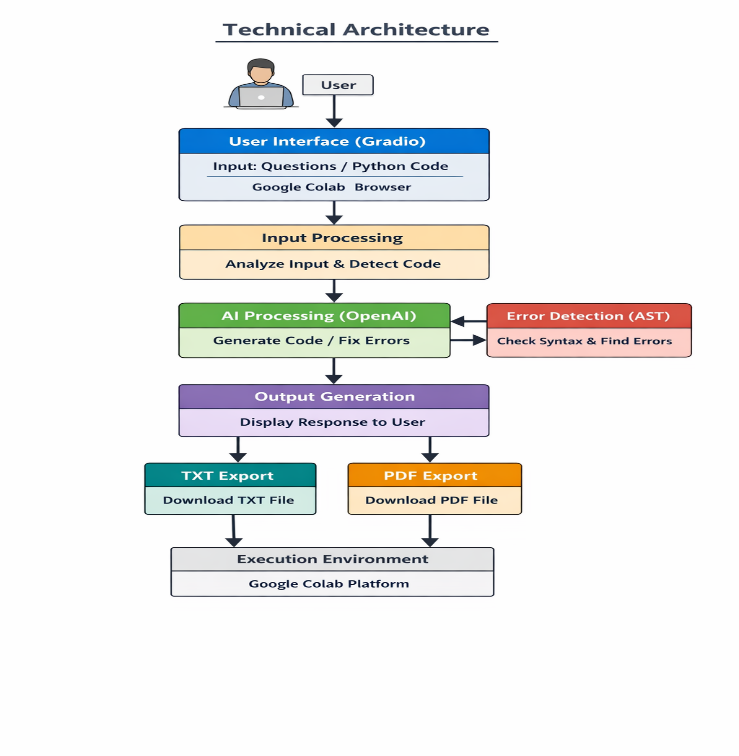 Technical Architecture
User
User Interface (Gradio)
Input: Questions / Python Code
Google Colab Browser
Input Processing
Analyze Input & Detect Code
AI Processing (OpenAI)
Generate Code / Fix Errors
Error Detection (AST)
Check Syntax & Find Errors
Output Generation
Display Response to User
TXT Export
Download TXT File
PDF Export
Download PDF File
Execution Environment
Google Colab Platform